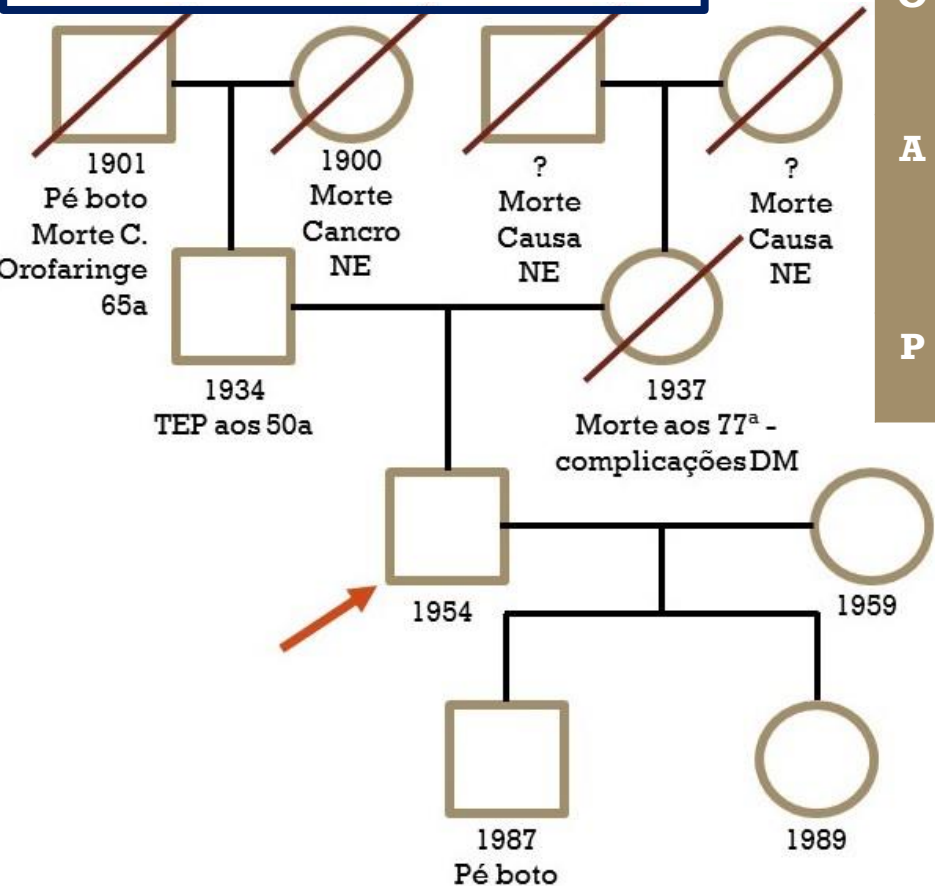 1901
Pé boto
Morte C.
Orofaringe
65a
1900
Morte
Cancro
NE
?
Morte
Causa
NE
?
Morte
Causa
NE
1934
TEP aos 50a
1937
Morte aos 77ª -
complicações DM
1954
1959
1987
Pé boto
1989
A
P